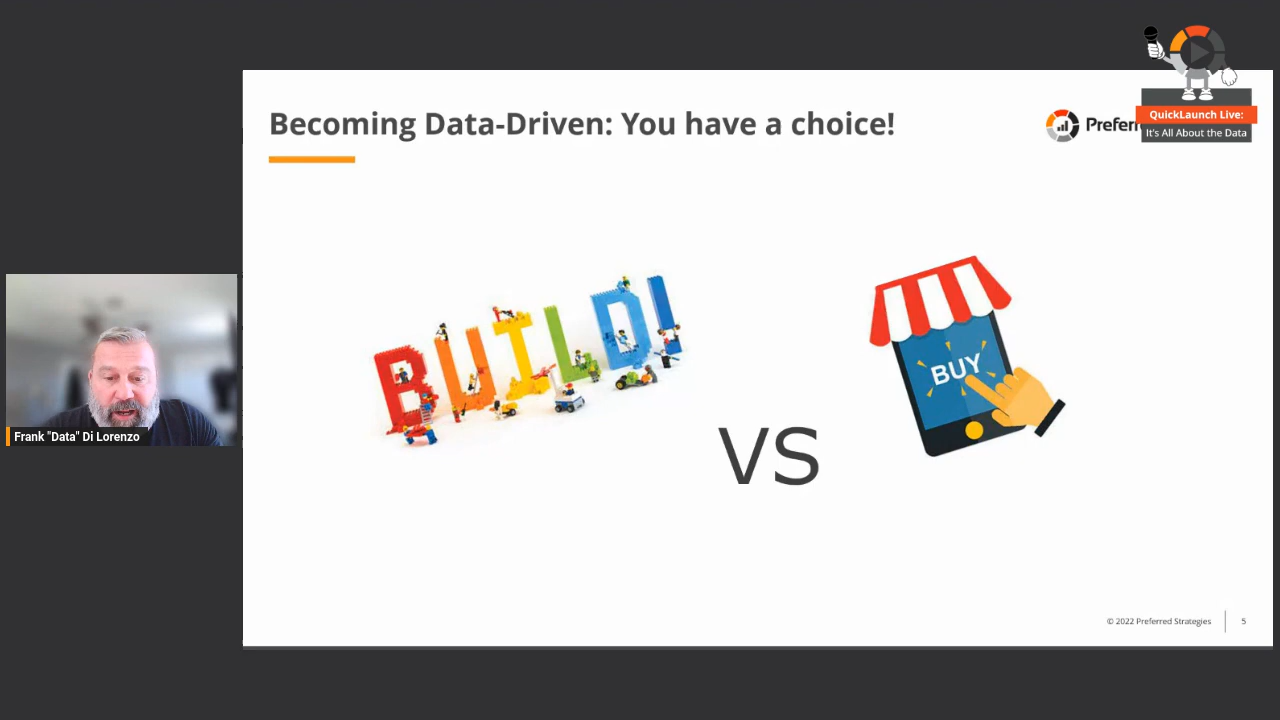 Becoming Data-Driven: You have a choice!
QuickLaunch Live:
It's All About the Data
BUILD!
BUY
VS
Frank "Data" Di Lorenzo
© 2022 Preferred Strategies
5